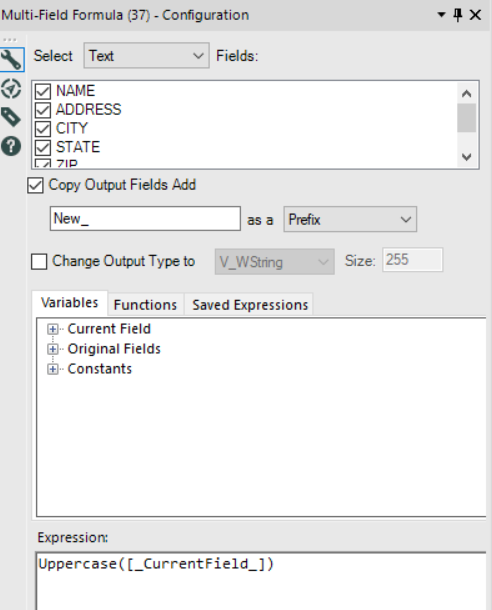 Multi-Field Formula (37) - Configuration
Select Text Fields:
NAME
ADDRESS
CITY
STATE
ZIP
Copy Output Fields Add
New_ as a Prefix
Change Output Type to V_WString Size: 255
Variables Functions Saved Expressions
Current Field
Original Fields
Constants
Expression:
Uppercase([_CurrentField_])